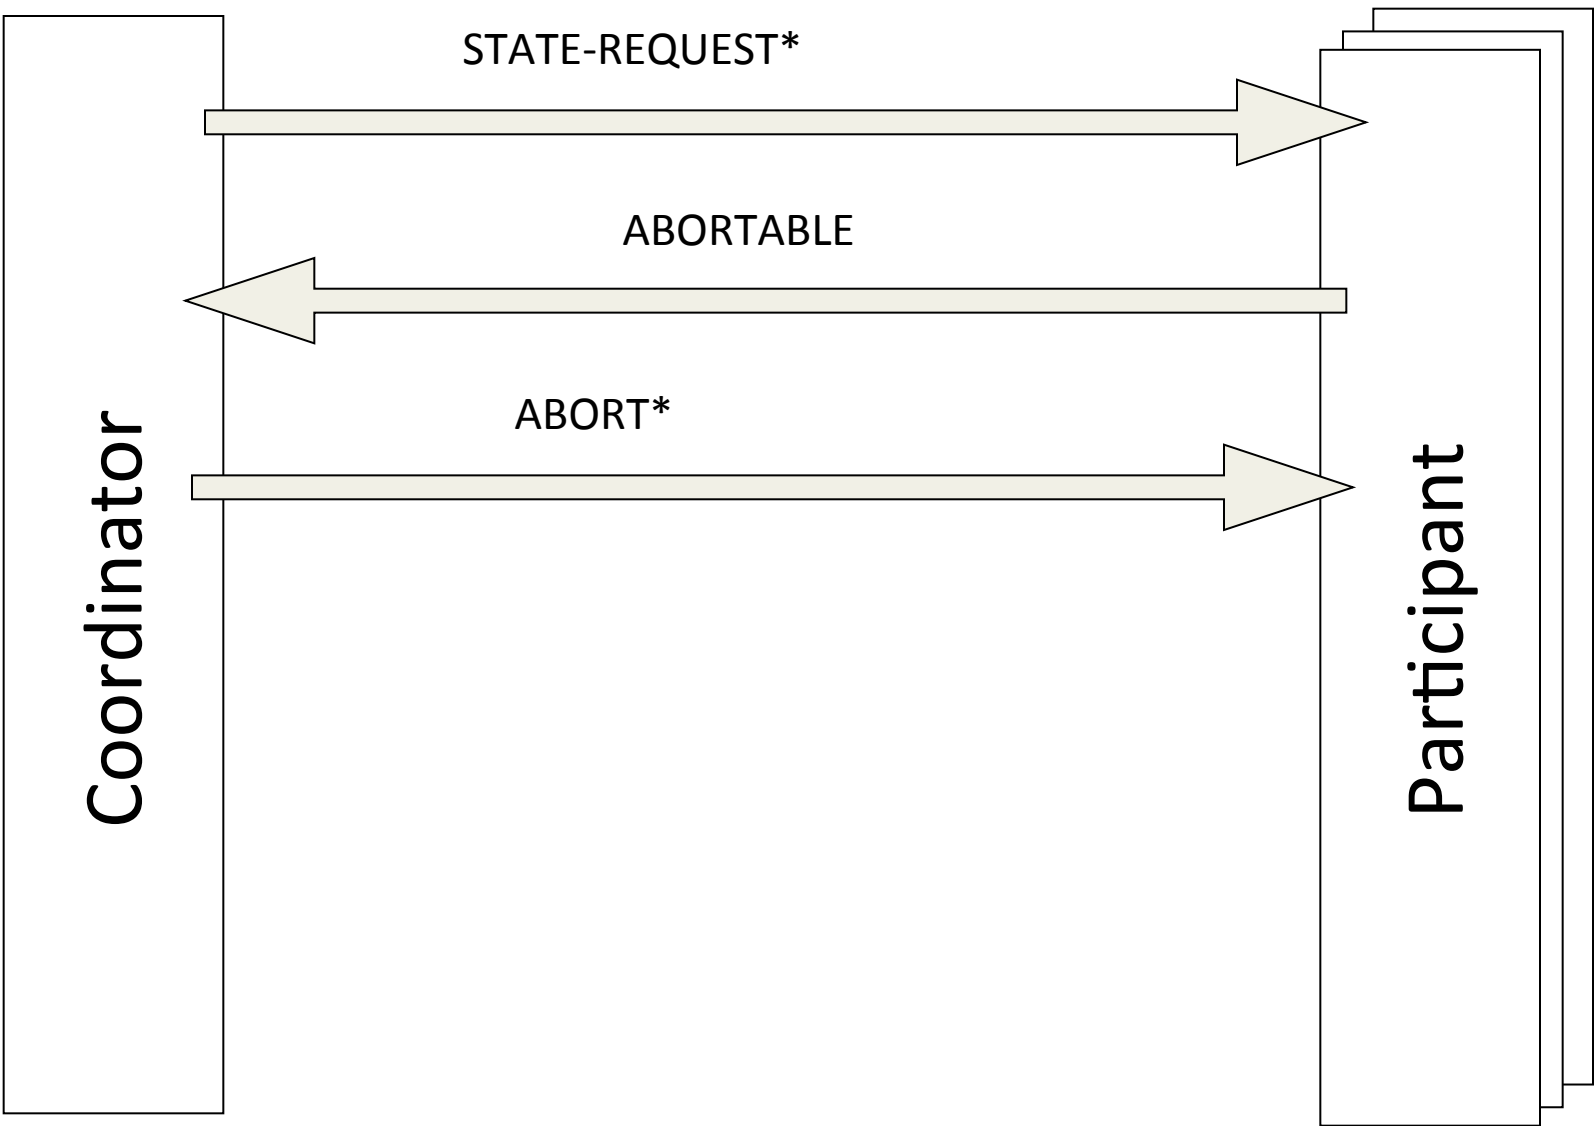 STATE-REQUEST*
ABORTABLE
ABORT*
Coordinator
Participant